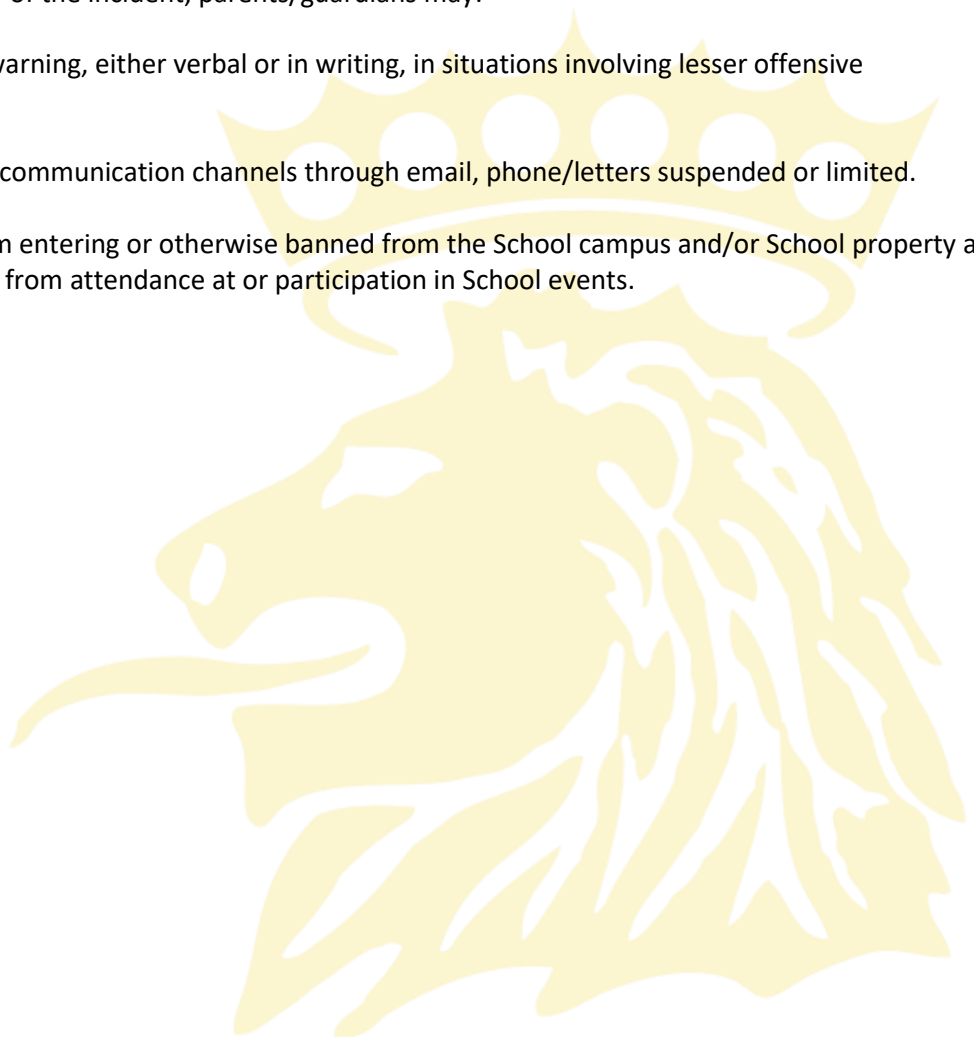 of the incident, parents/guardians may:
warning, either verbal or in writing, in situations involving lesser offensive
communication channels through email, phone/letters suspended or limited.
entering or otherwise banned from the School campus and/or School property
from attendance at or participation in School events.